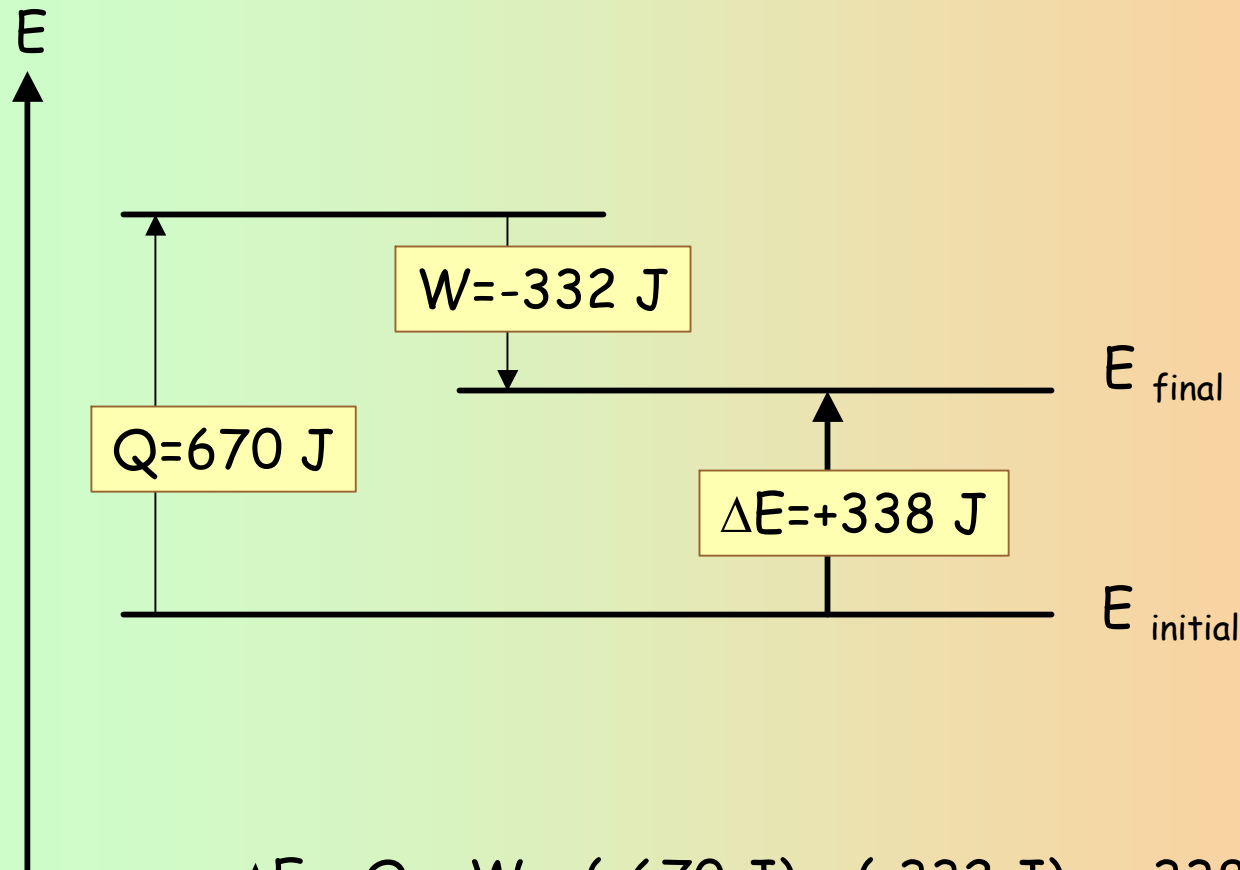 E
W=-332 J
E final
Q=670 J
ΔE=+338 J
E initial